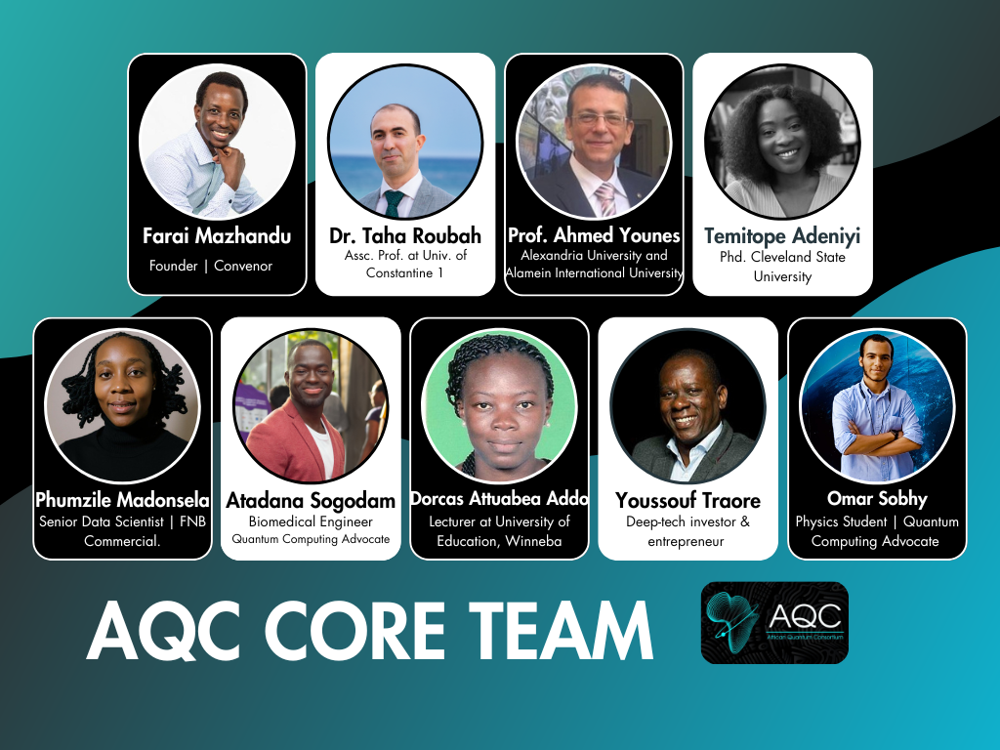 Farai Mazhandu
Founder | Convenor
Dr. Taha Roubah
Assc. Prof. at Univ. of
Constantine 1
Prof. Ahmed Younes
Alexandria University and
Alamein International University
Temitope Adeniyi
Phd. Cleveland State
University
Phumzile Madonsela
Senior Data Scientist | FNB
Commercial.
Atadana Sogodam
Biomedical Engineer
Quantum Computing Advocate
Dorcas Attuabea Addo
Lecturer at University of
Education, Winneba
Youssouf Traore
Deep-tech investor &
entrepreneur
Omar Sobhy
Physics Student | Quantum
Computing Advocate
AQC CORE TEAM
AQC
African Quantum Consortium